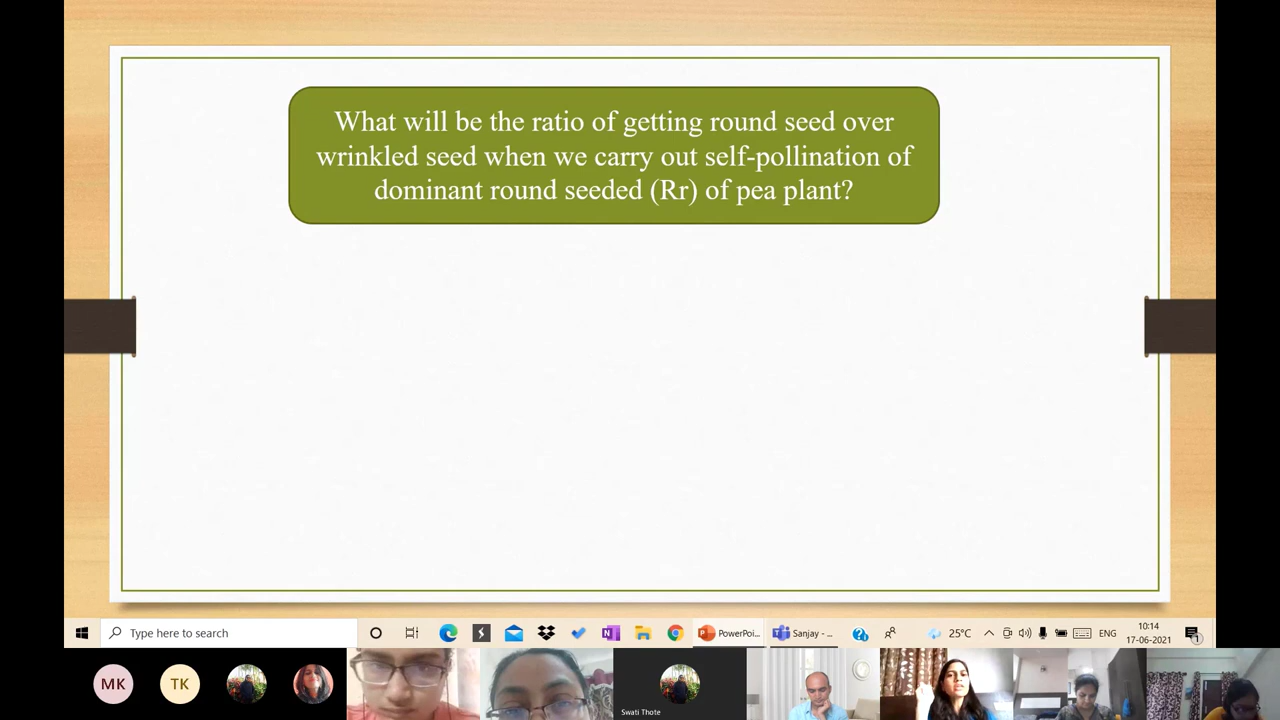 What will be the ratio of getting round seed over
wrinkled seed when we carry out self-pollination of
dominant round seeded (Rr) of pea plant?
Type here to search
PowerPoi...
Sanjay - ...
25°C
ENG
10:14
17-06-2021
1
MK
TK
Swati Thote